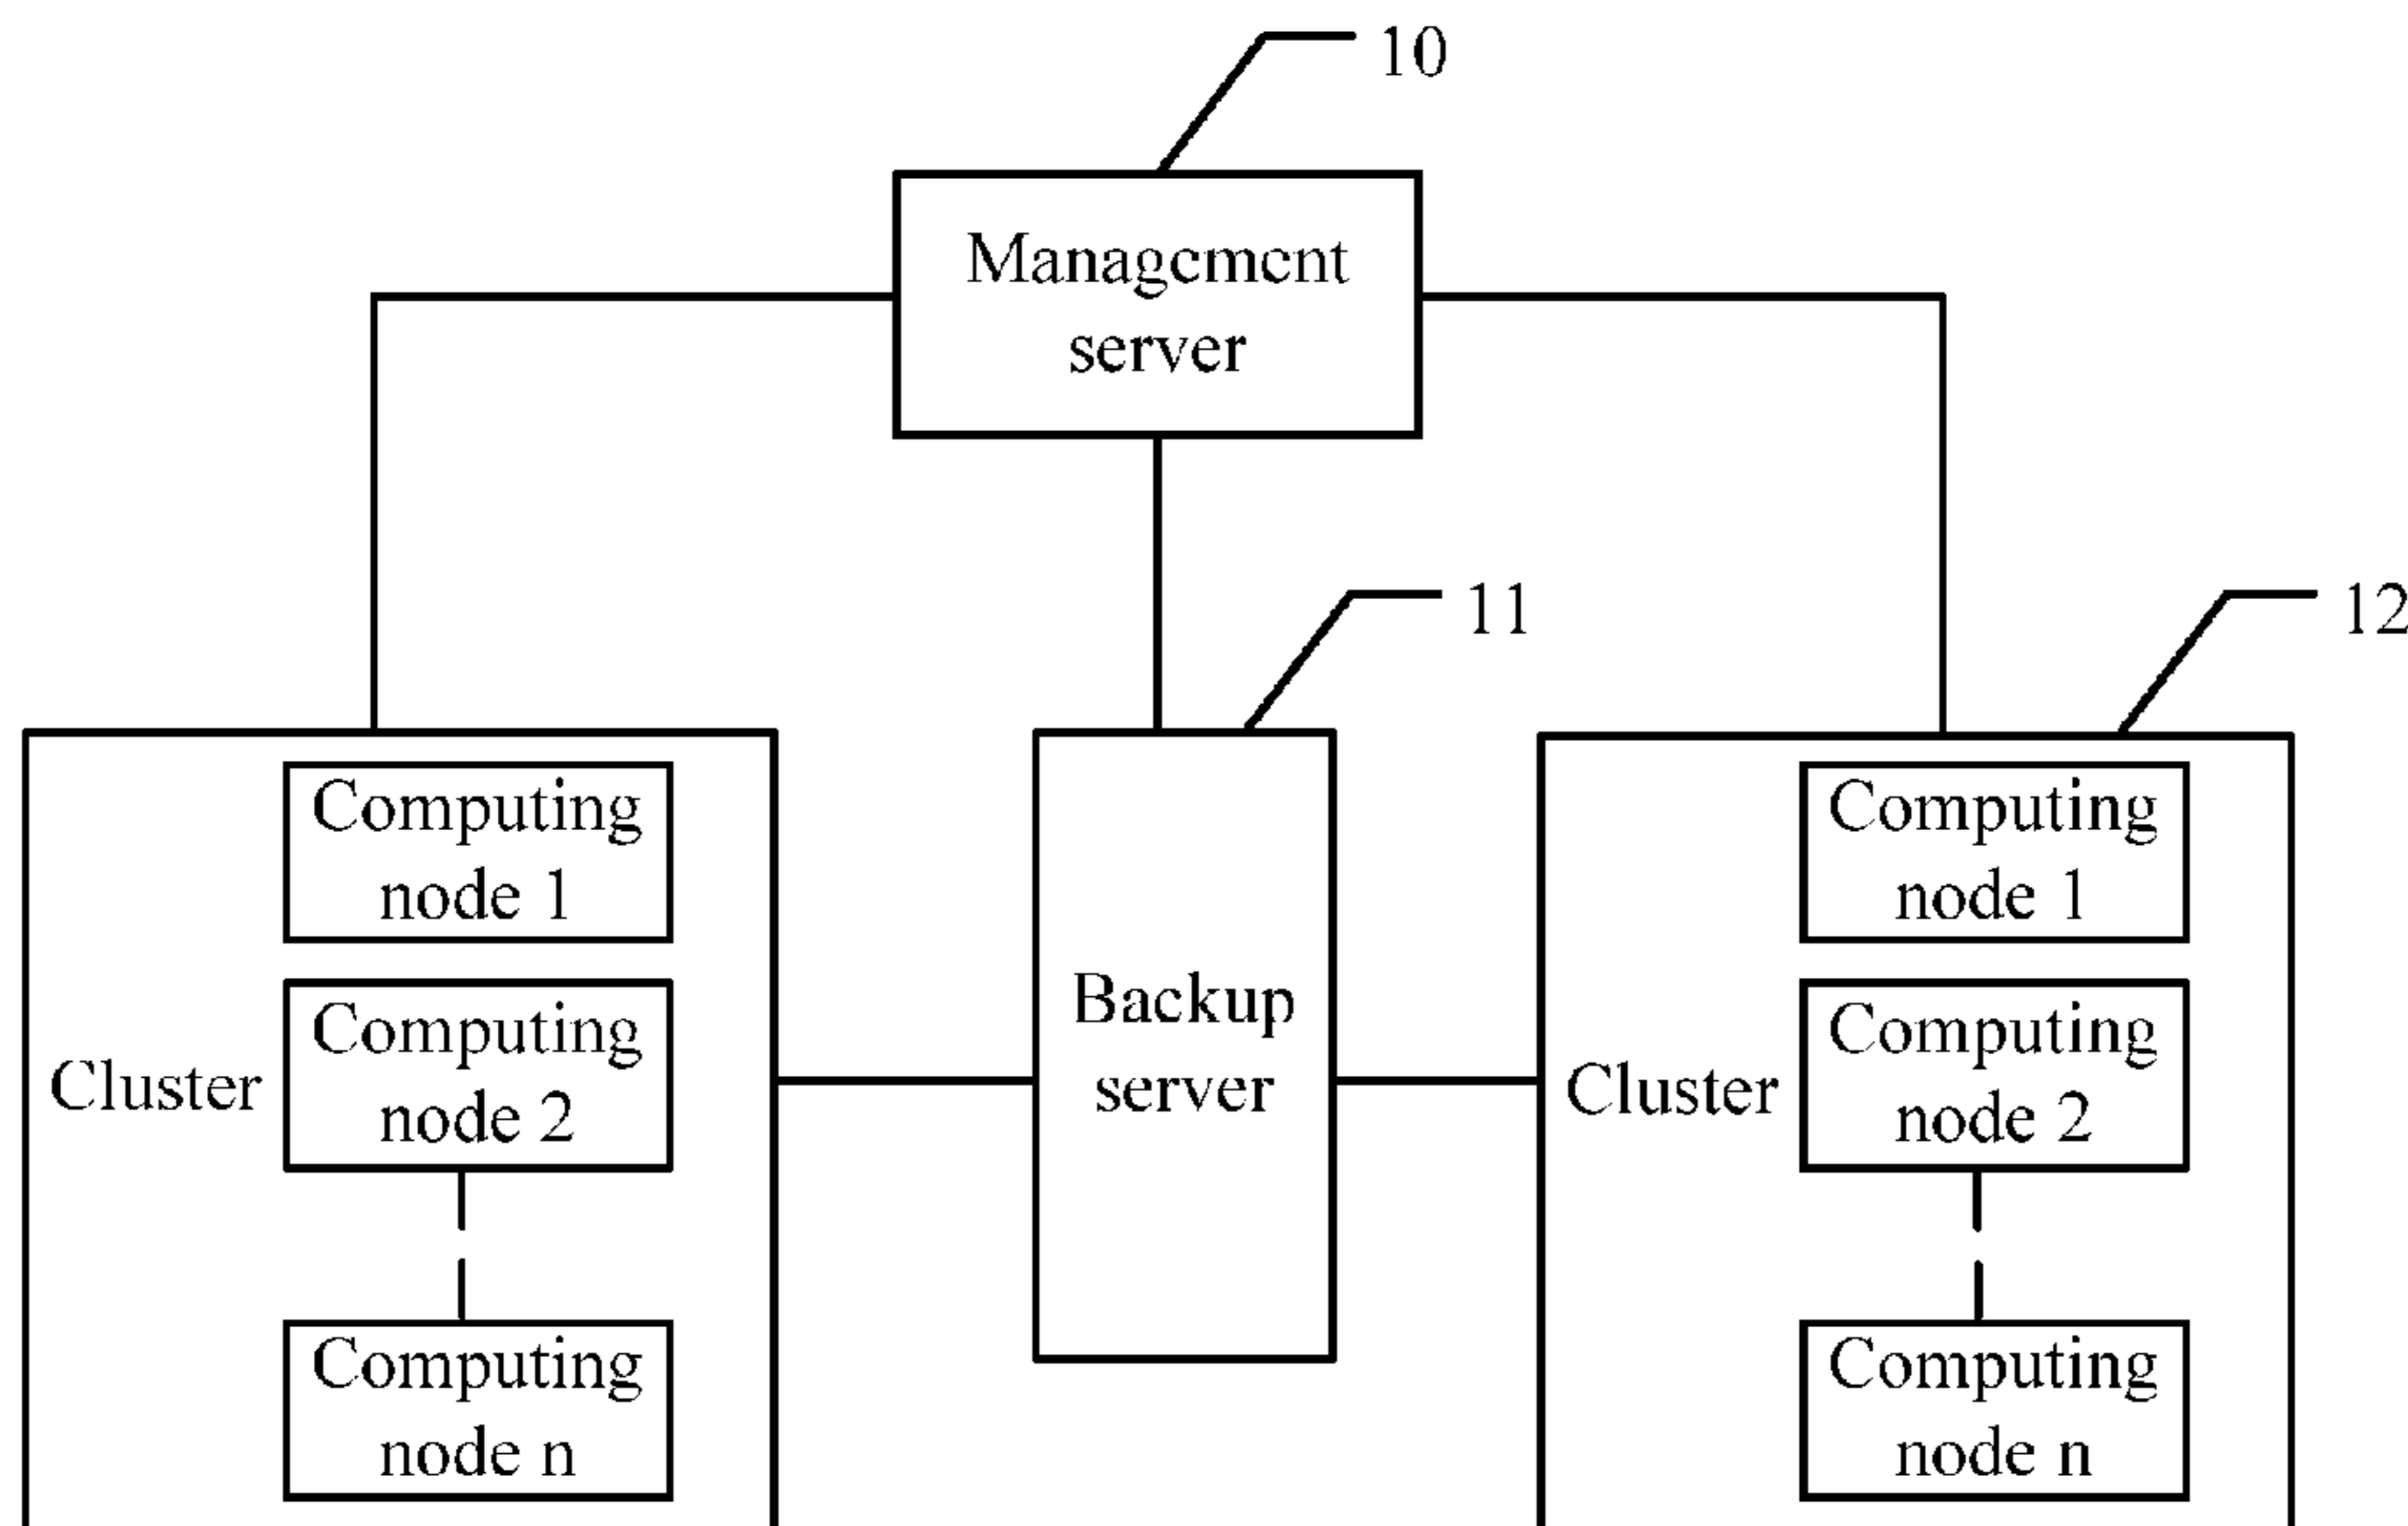 10
Management
server
11
12
Computing
node 1
Computing
node 2
Cluster
Computing
node n
Backup
server
Computing
node 1
Computing
node 2
Cluster
Computing
node n